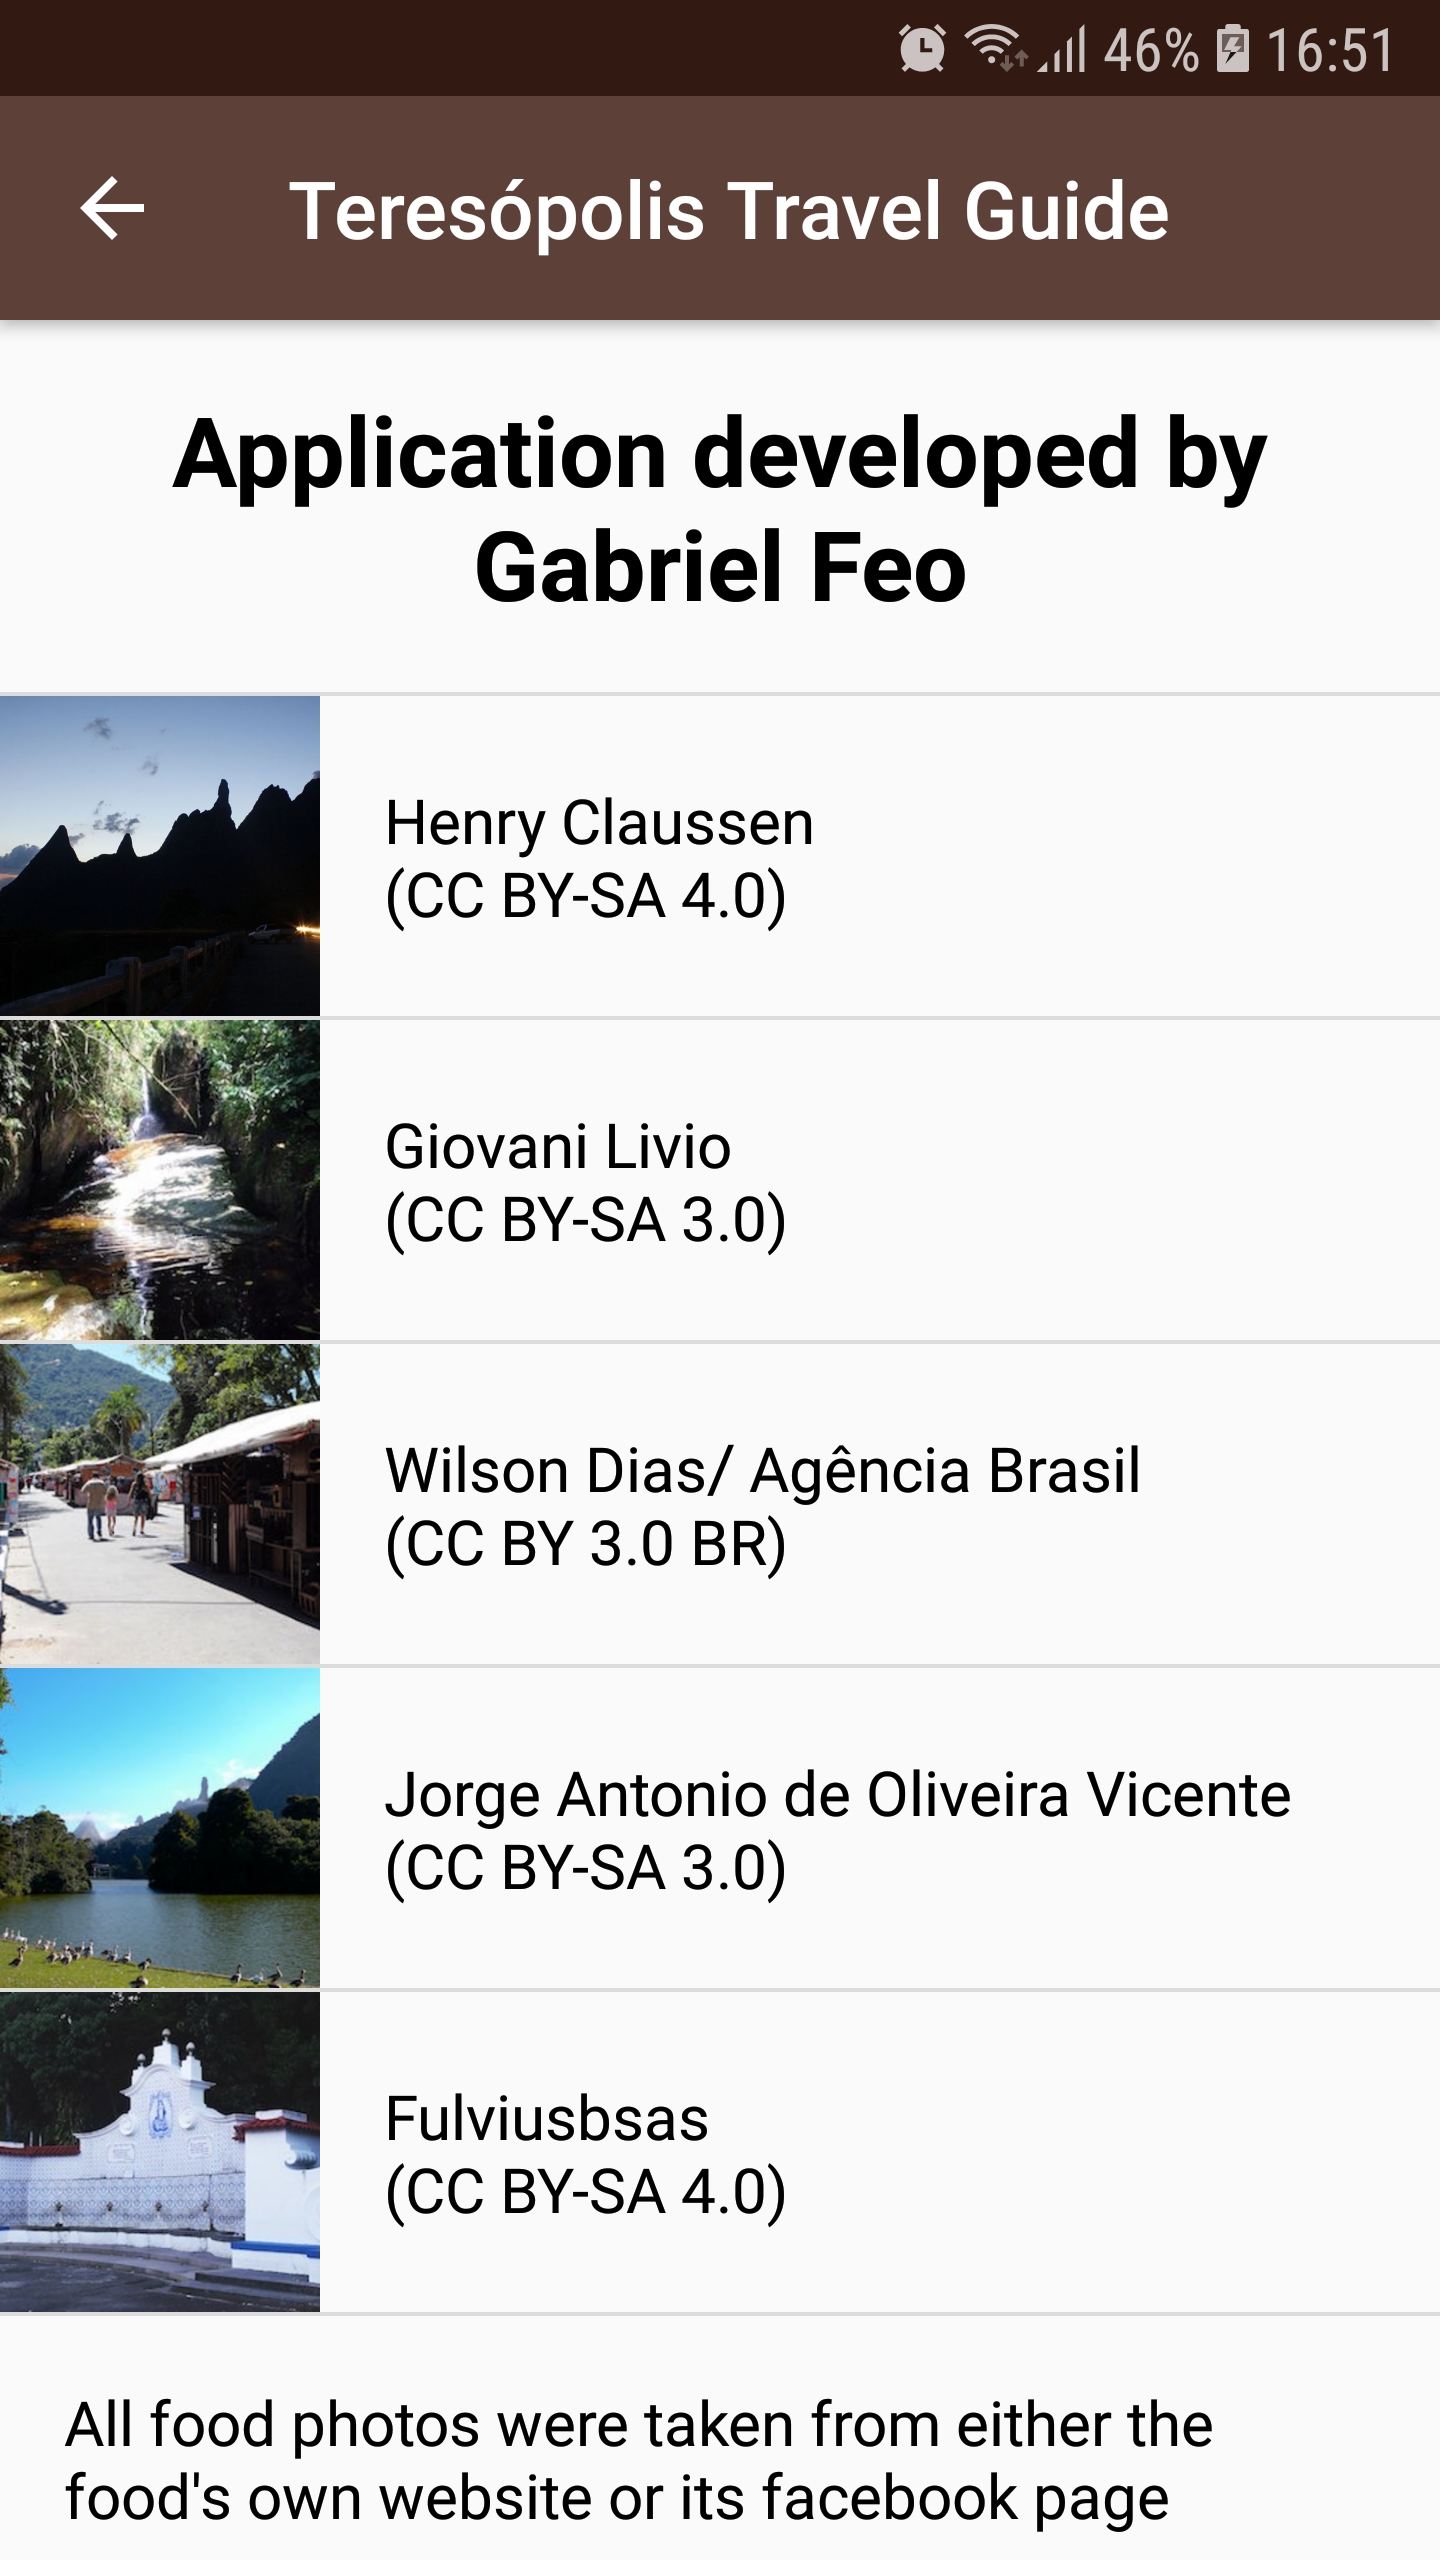 46% 16:51
Teresópolis Travel Guide
Application developed by
Gabriel Feo
Henry Claussen
(CC BY-SA 4.0)
Giovani Livio
(CC BY-SA 3.0)
Wilson Dias/ Agência Brasil
(CC BY 3.0 BR)
Jorge Antonio de Oliveira Vicente
(CC BY-SA 3.0)
Fulviusbsas
(CC BY-SA 4.0)
All food photos were taken from either the
food's own website or its facebook page